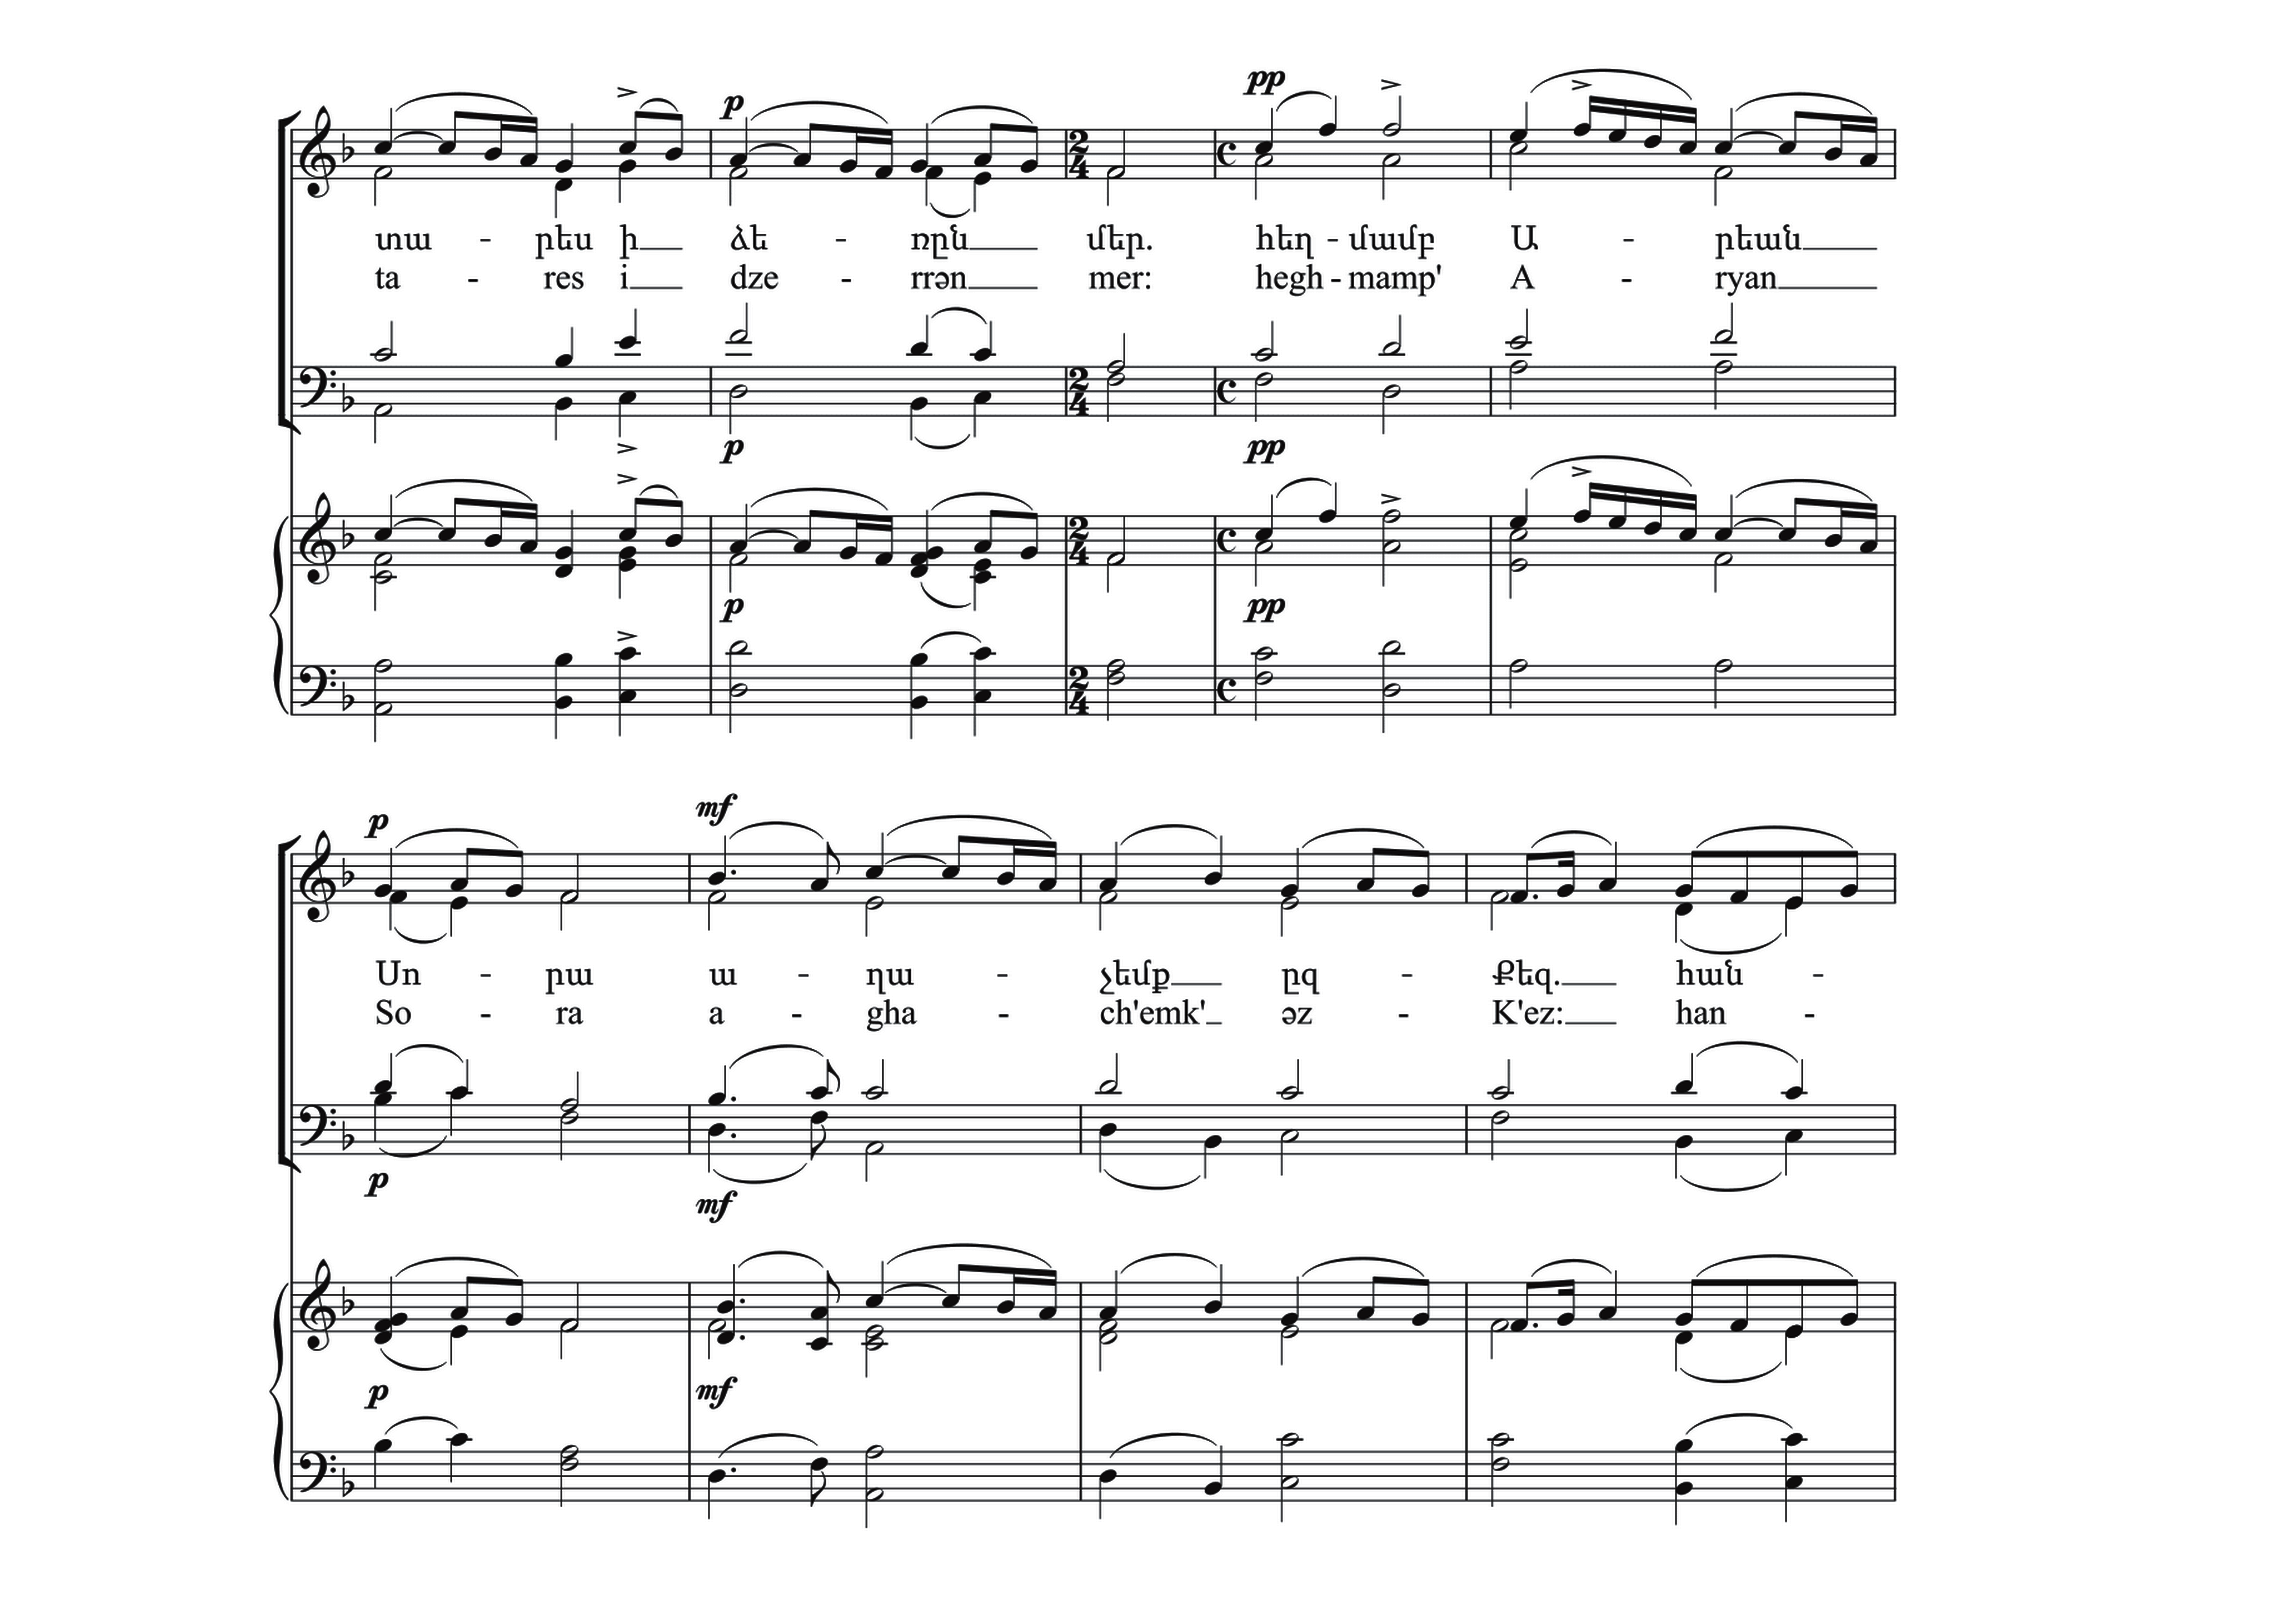 p pp
տա - րես ի ձե - ռըն մեր. հեղ - մամբ Ա - րեան
ta - res i dze - rrən mer: hegh - mamp' A - ryan
p pp
p pp
p mf
Սո - րա ա - ղա - չեմք ըզ - Քեզ. հան -
So - ra a - gha - ch'emk' əz - K'ez: han -
p mf
p mf